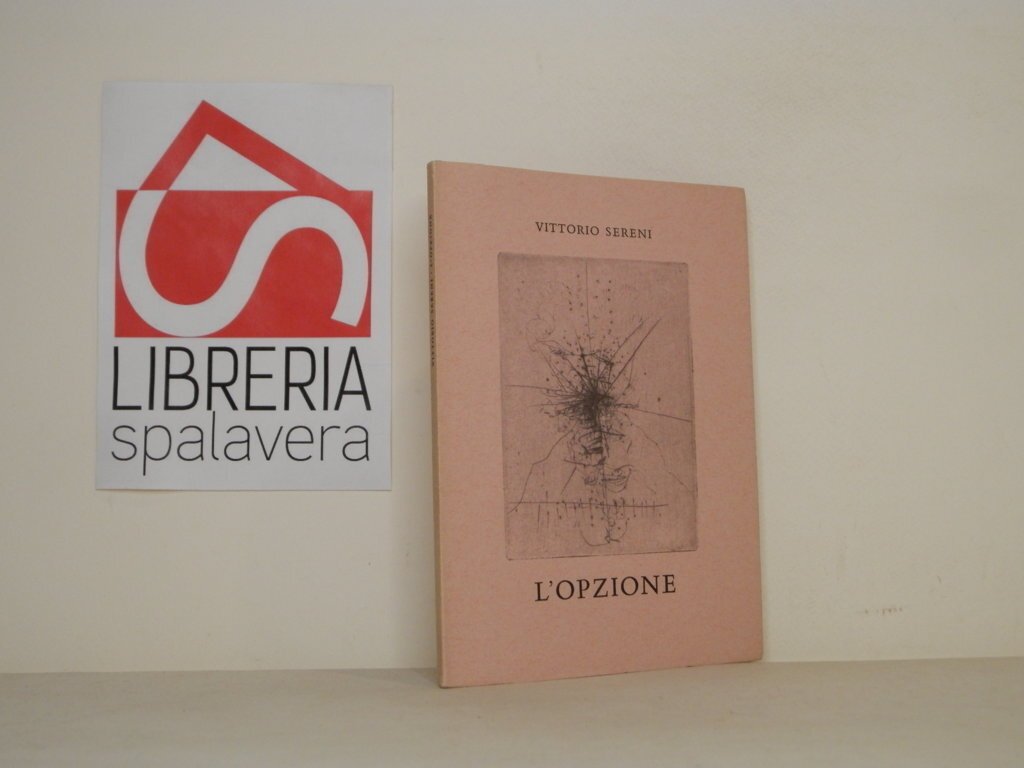 LIBRERIA
spalavera
VITTORIO SERENI
L'OPZIONE
VITTORIO SERENI - L'OPZIONE